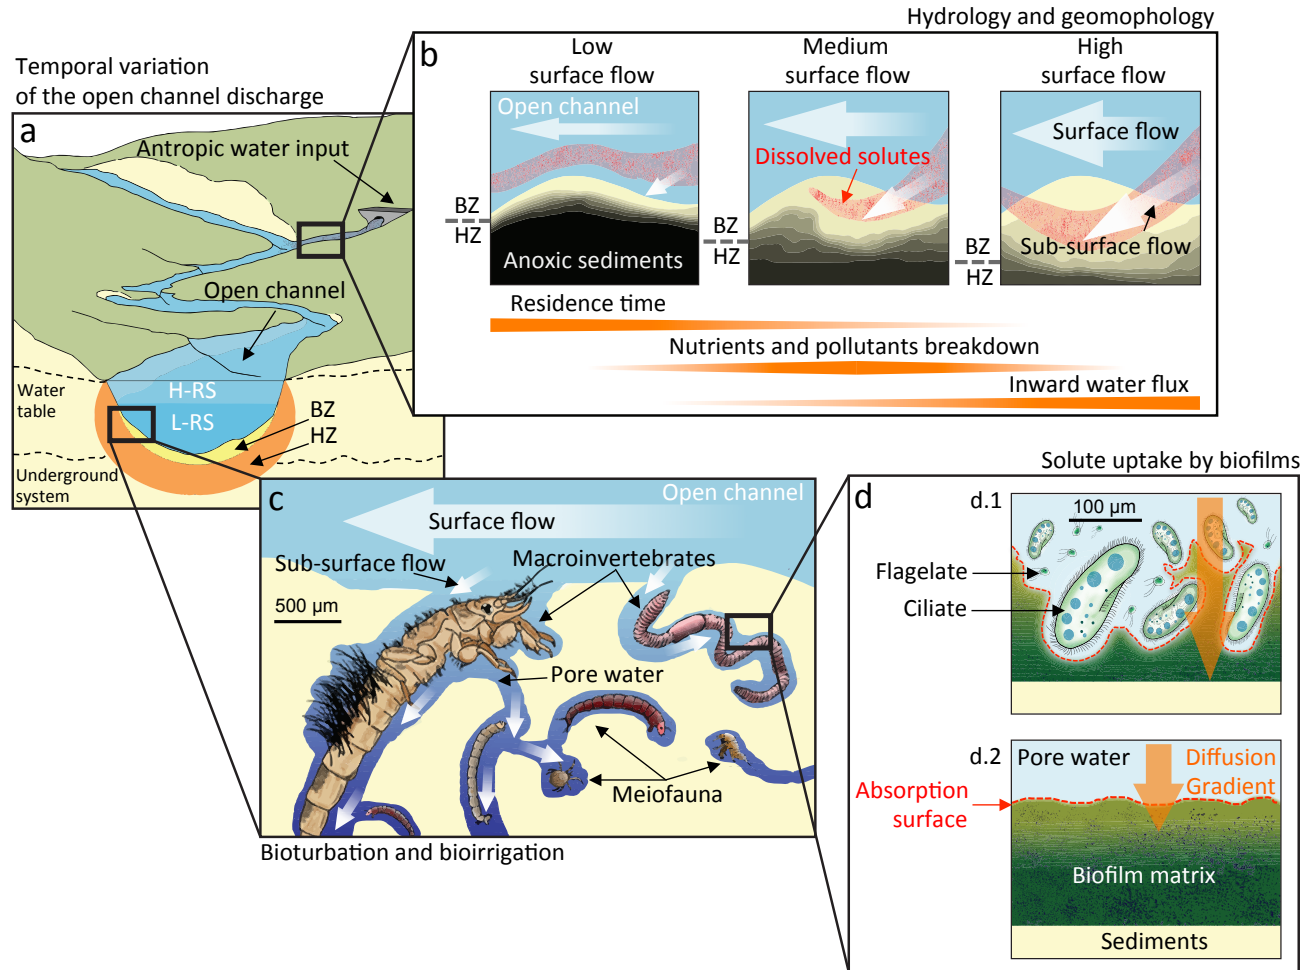 Hydrology and geomophology
Temporal variation
of the open channel discharge
a
Antropic water input
Open channel
H-RS
L-RS
Water
table
BZ
HZ
Underground
system
b
Low
surface flow
Medium
surface flow
High
surface flow
Open channel
Dissolved solutes
Surface flow
Sub-surface flow
Anoxic sediments
BZ
HZ
BZ
HZ
BZ
HZ
Residence time
Nutrients and pollutants breakdown
Inward water flux
c
Open channel
Surface flow
Sub-surface flow
Macroinvertebrates
500 µm
Pore water
Meiofauna
Bioturbation and bioirrigation
Solute uptake by biofilms
d
d.1
100 µm
Flagelate
Ciliate
d.2
Pore water
Diffusion
Gradient
Absorption
surface
Biofilm matrix
Sediments